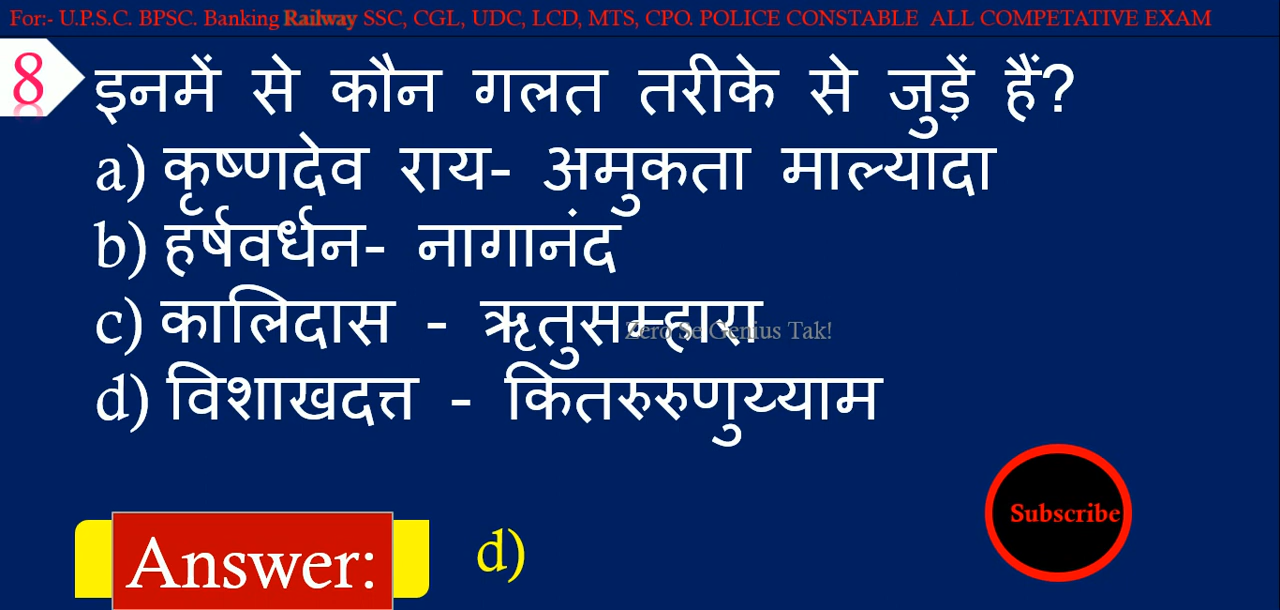 For:- U.P.S.C. BPSC. Banking Railway SSC, CGL, UDC, LCD, MTS, CPO. POLICE CONSTABLE ALL COMPETATIVE EXAM
8 इनमें से कौन गलत तरीके से जुड़ें हैं?
a) कृष्णदेव राय- अमुकता माल्यादा
b) हर्षवर्धन- नागानंद
c) कालिदास - ऋतुसम्हारा
Zero Se Genius Tak!
d) विशाखदत्त - कितरुरुणुय्याम
Subscribe
Answer: d)